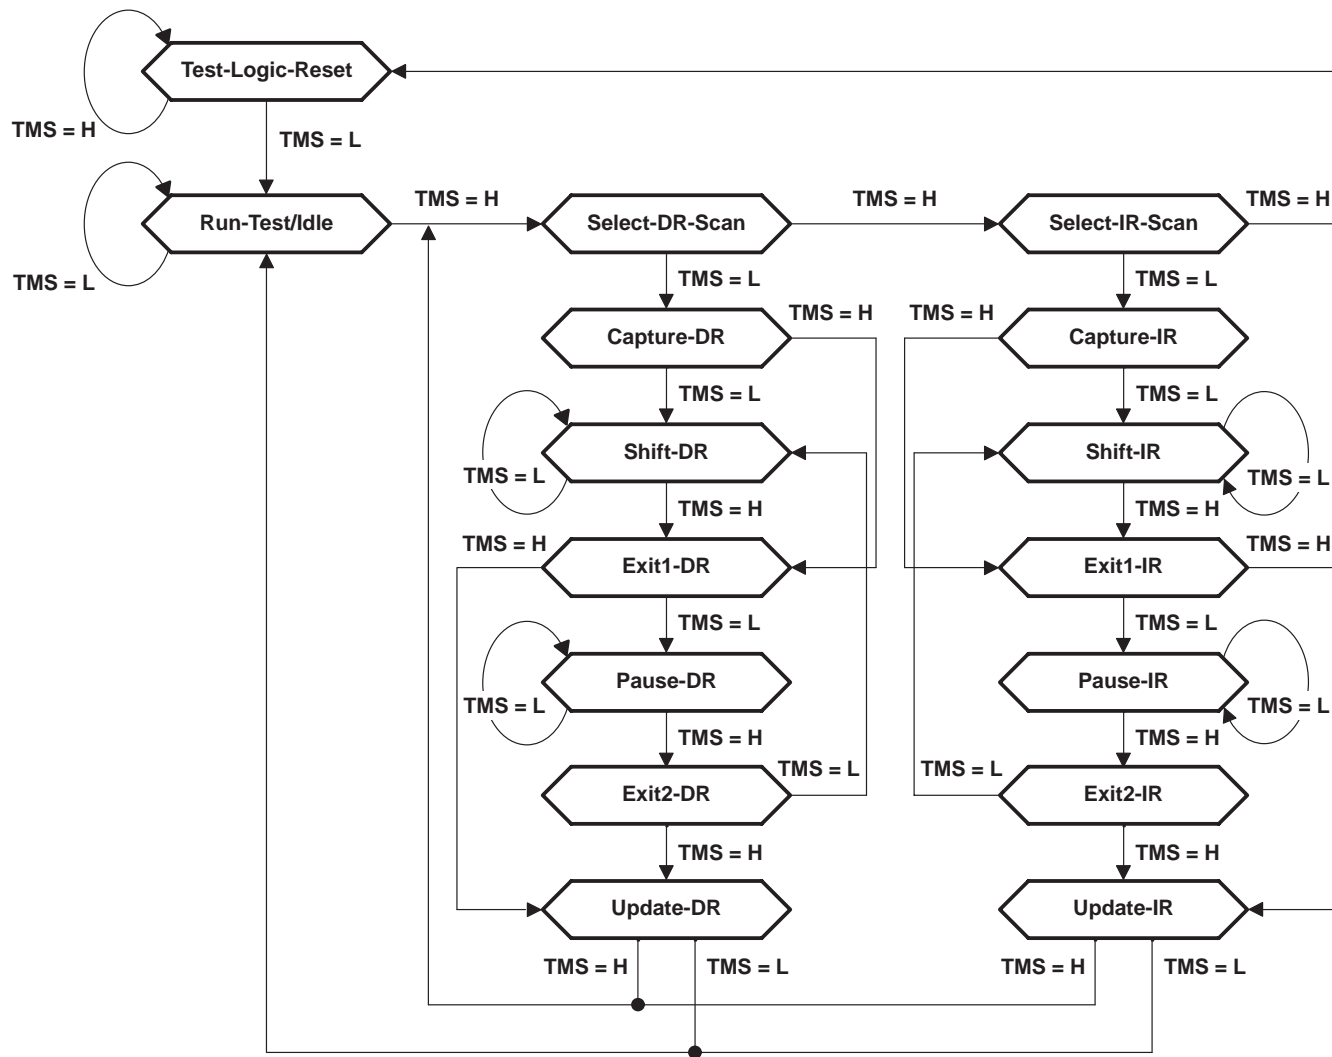 Test-Logic-Reset
TMS = H
TMS = L
Run-Test/Idle
TMS = H
Select-DR-Scan
TMS = H
Select-IR-Scan
TMS = H
TMS = L
TMS = L
TMS = L
Capture-DR
TMS = H
TMS = H
Capture-IR
TMS = L
TMS = L
Shift-DR
Shift-IR
TMS = L
TMS = L
TMS = H
TMS = H
TMS = H
Exit1-DR
Exit1-IR
TMS = H
TMS = L
TMS = L
Pause-DR
Pause-IR
TMS = L
TMS = L
TMS = H
TMS = H
Exit2-DR
TMS = L
TMS = L
Exit2-IR
TMS = H
TMS = H
Update-DR
Update-IR
TMS = H
TMS = L
TMS = H
TMS = L